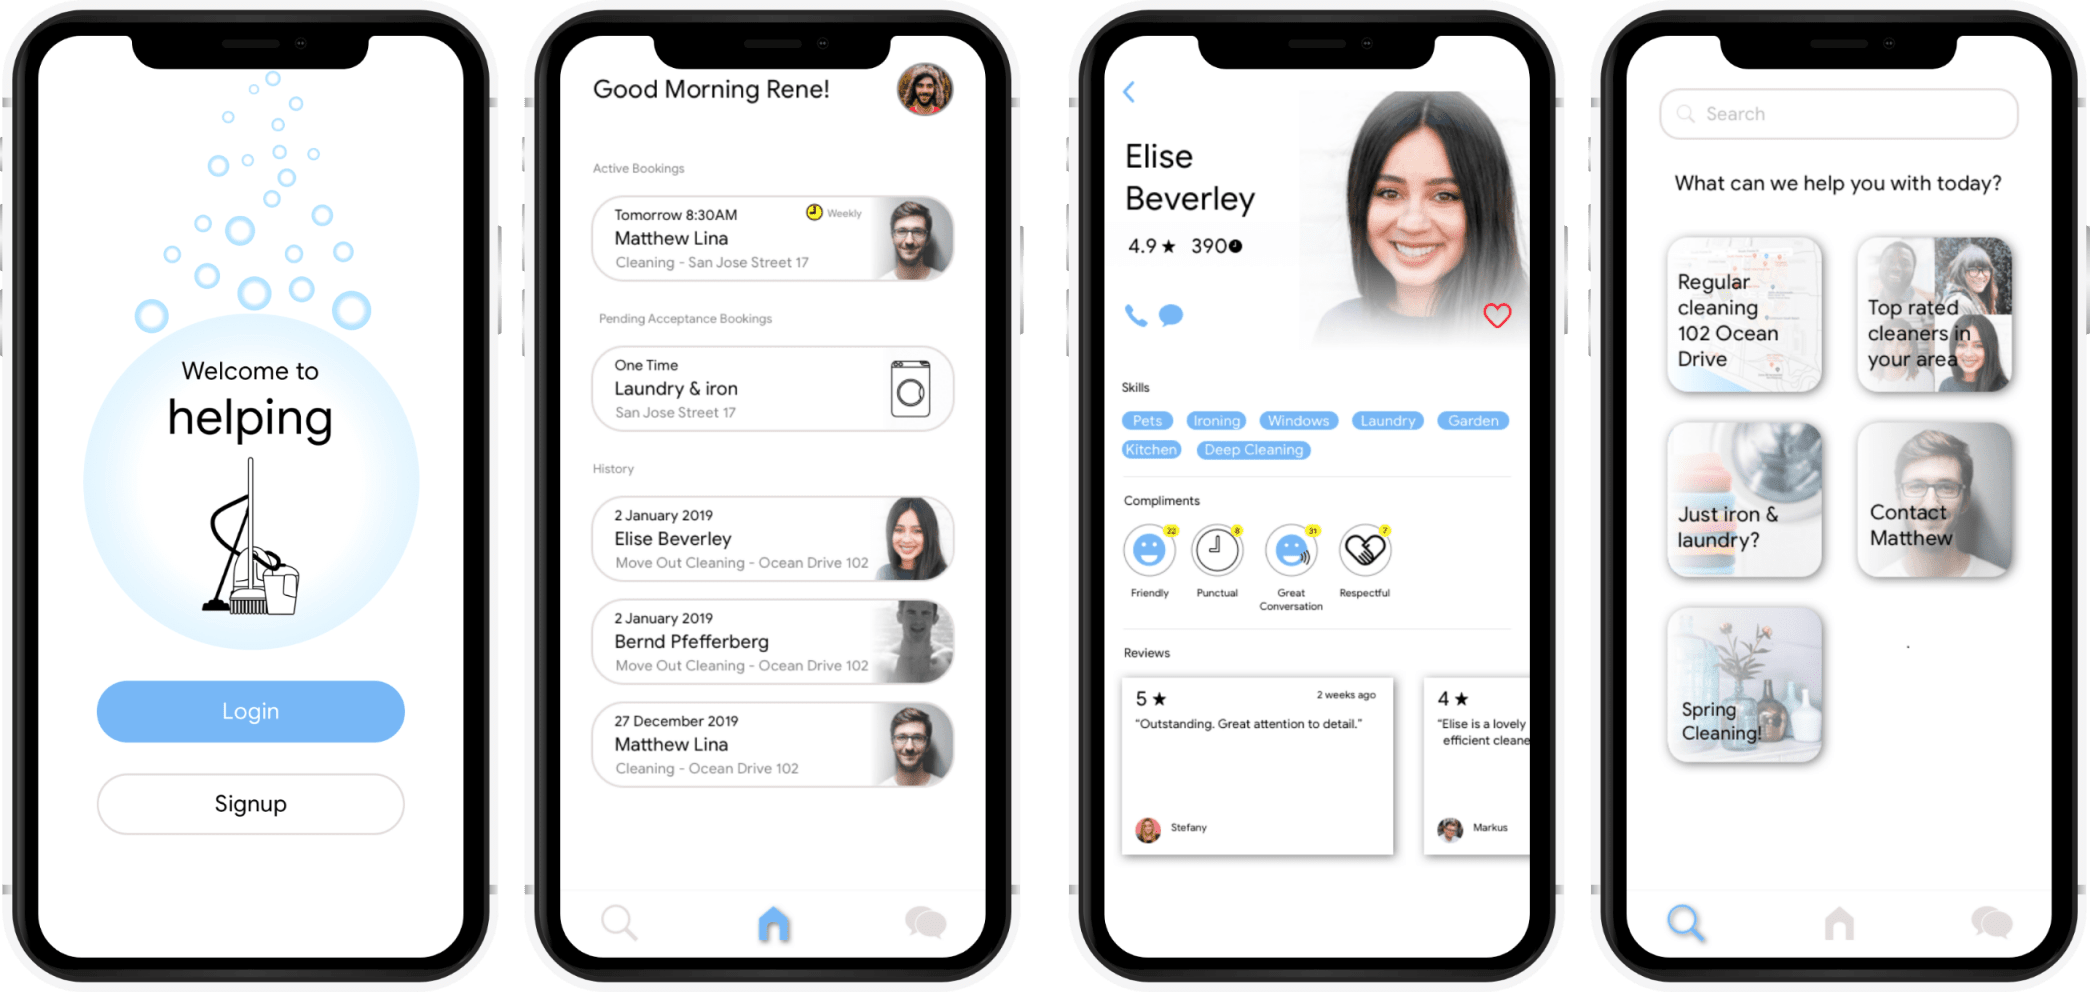 Welcome to
helping
Login
Signup
Good Morning Rene!
Active Bookings
Tomorrow 8:30AM
Weekly
Matthew Lina
Cleaning - San Jose Street 17
Pending Acceptance Bookings
One Time
Laundry & iron
San Jose Street 17
History
2 January 2019
Elise Beverley
Move Out Cleaning - Ocean Drive 102
2 January 2019
Bernd Pfefferberg
Move Out Cleaning - Ocean Drive 102
27 December 2019
Matthew Lina
Cleaning - Ocean Drive 102
Elise
Beverley
4.9 ★ 390
Skills
Pets Ironing Windows Laundry Garden
Kitchen Deep Cleaning
Compliments
22 8 31 7
Friendly Punctual Great Respectful
Conversation
Reviews
5 ★ 2 weeks ago
"Outstanding. Great attention to detail."
Stefany
4 ★
"Elise is a lovely
efficient cleane
Markus
Search
What can we help you with today?
Regular
cleaning
102 Ocean
Drive
Top rated
cleaners in
your area
Just iron &
laundry?
Contact
Matthew
Spring
Cleaning!